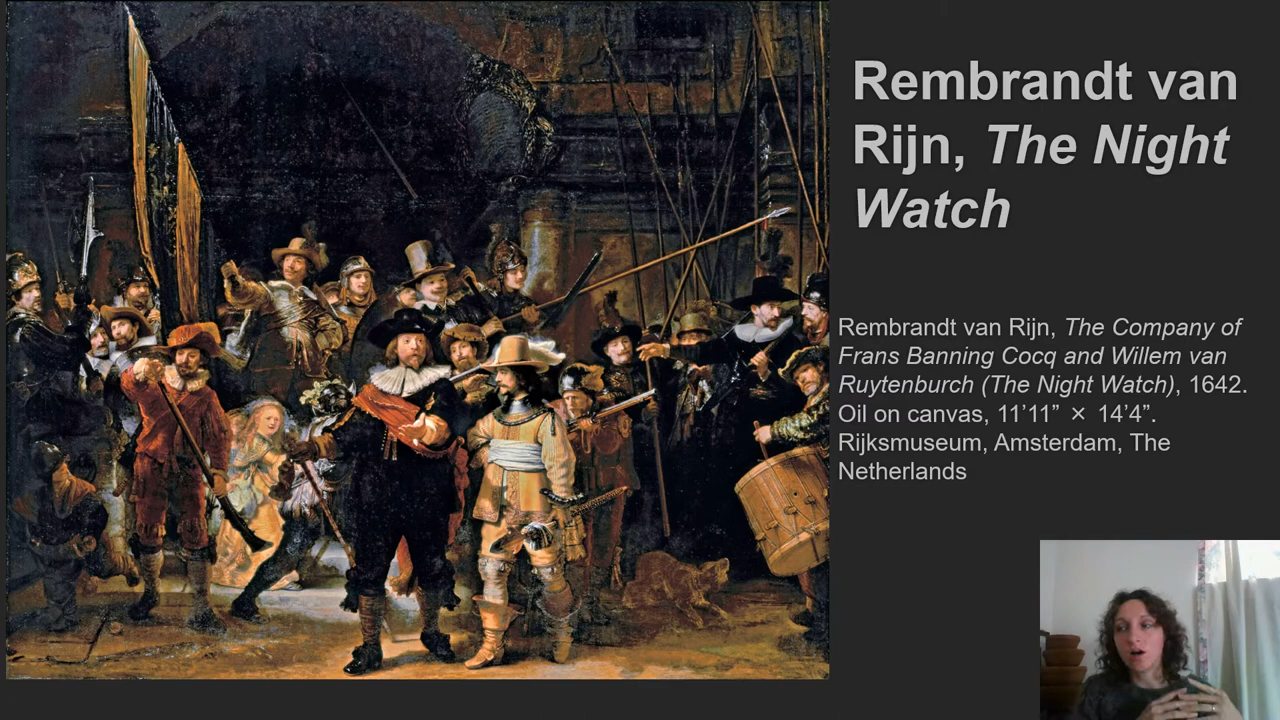 Rembrandt van
Rijn, The Night
Watch
Rembrandt van Rijn, The Company of
Frans Banning Cocq and Willem van
Ruytenburch (The Night Watch), 1642.
Oil on canvas, 11’11” × 14’4”.
Rijksmuseum, Amsterdam, The
Netherlands